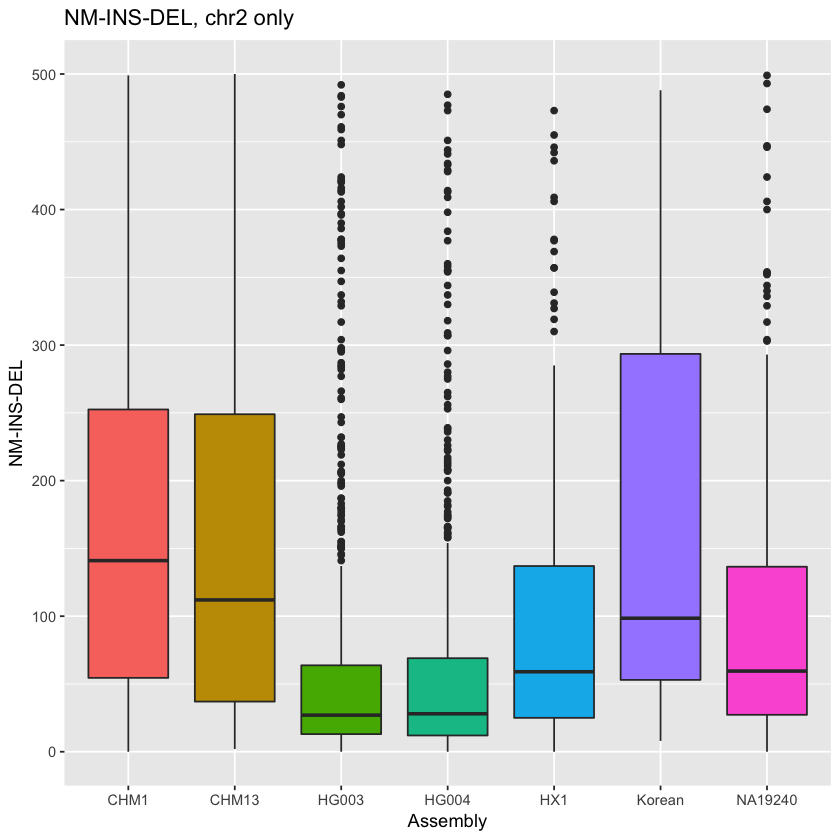 NM-INS-DEL, chr2 only
500
400
300
200
100
0
NM-INS-DEL
CHM1 CHM13 HG003 HG004 HX1 Korean NA19240
Assembly